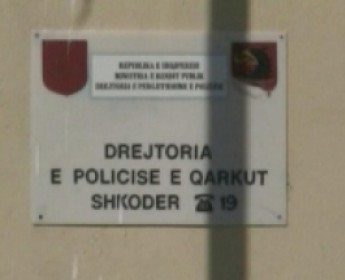 REPUBLIKA E SHQIPERISE
MINISTRIA E RENDIT PUBLIK
DREJTORIA E PERGJITHSHME E POLICISE
DREJTORIA
E POLICISE E QARKUT
SHKODER ☎ 19